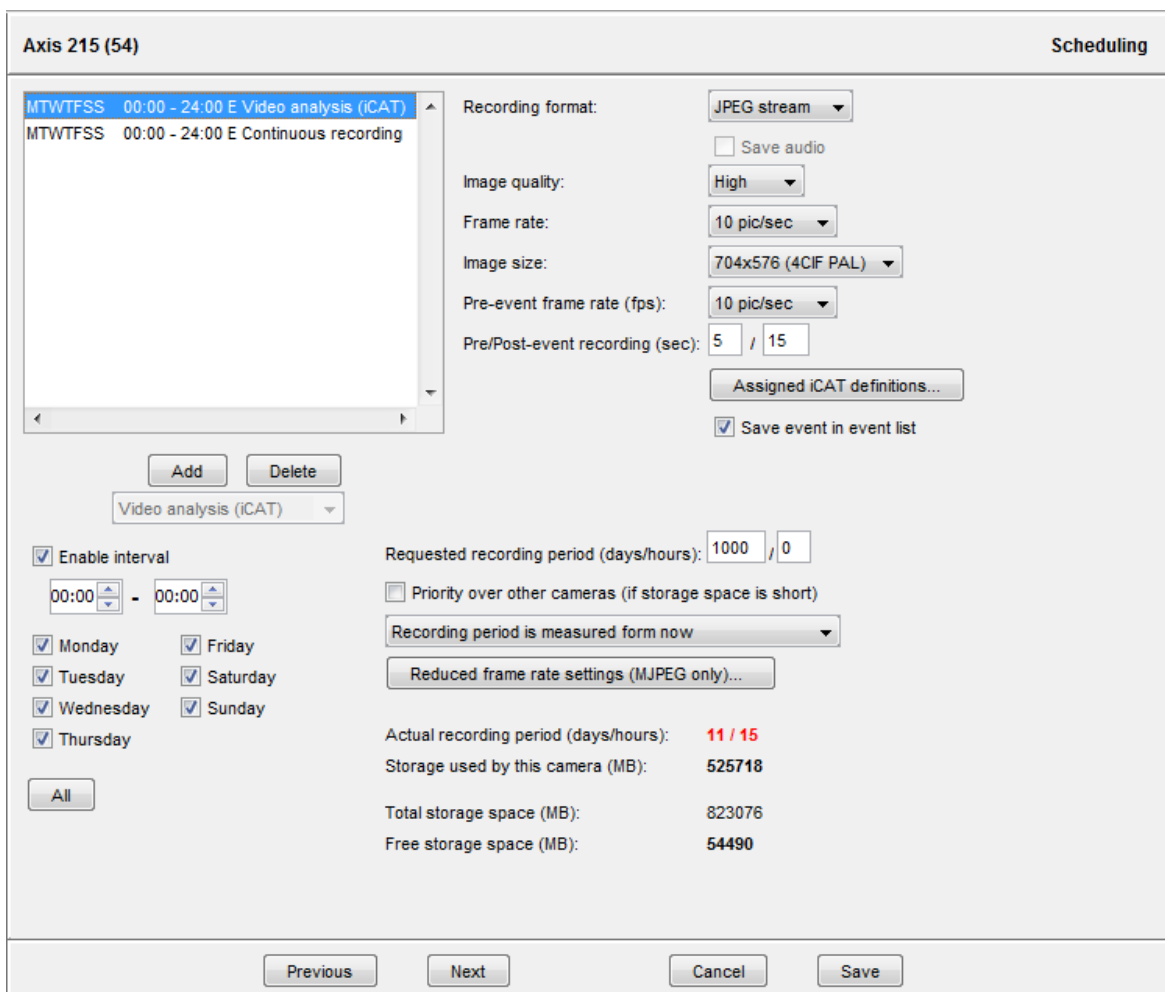 Axis 215 (54) Scheduling
MTWTFSS 00:00 - 24:00 E Video analysis (iCAT)
MTWTFSS 00:00 - 24:00 E Continuous recording
Recording format: JPEG stream
Save audio
Image quality: High
Frame rate: 10 pic/sec
Image size: 704x576 (4CIF PAL)
Pre-event frame rate (fps): 10 pic/sec
Pre/Post-event recording (sec): 5 / 15
Assigned iCAT definitions...
Save event in event list
Add Delete
Video analysis (iCAT)
Enable interval
00:00 - 00:00
Monday Friday
Tuesday Saturday
Wednesday Sunday
Thursday
All
Requested recording period (days/hours): 1000 / 0
Priority over other cameras (if storage space is short)
Recording period is measured form now
Reduced frame rate settings (MJPEG only)...
Actual recording period (days/hours): 11 / 15
Storage used by this camera (MB): 525718
Total storage space (MB): 823076
Free storage space (MB): 54490
Previous Next Cancel Save